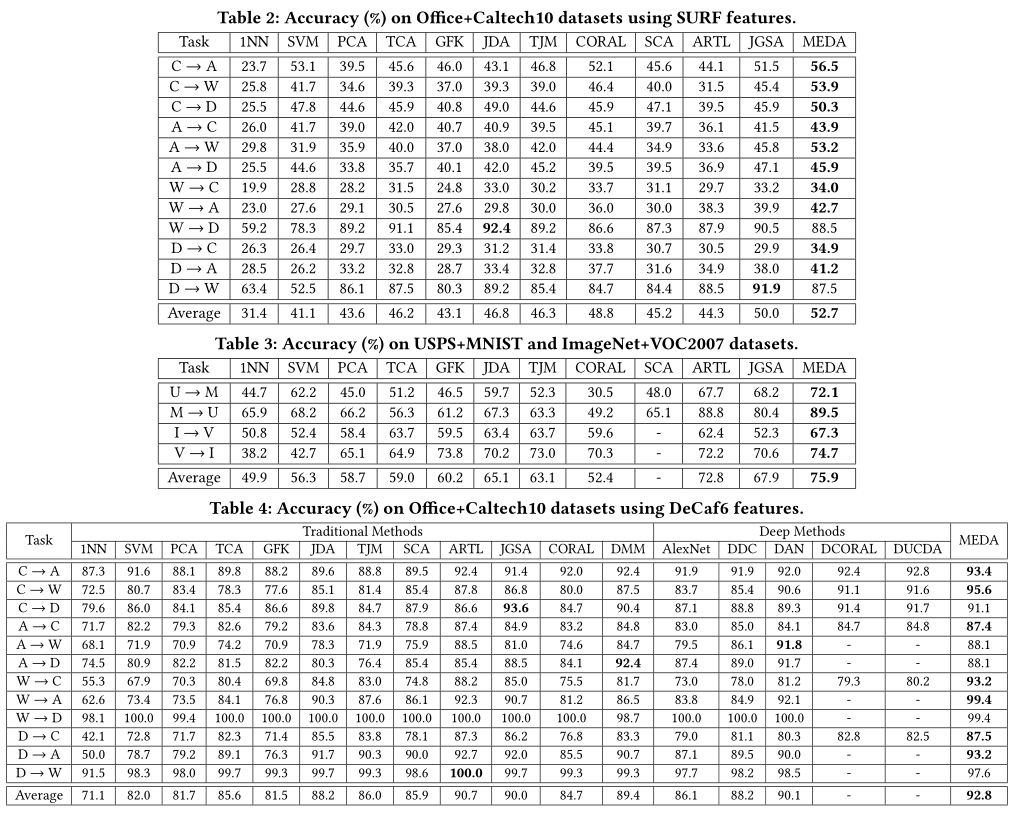 Table 2: Accuracy (%) on Office+Caltech10 datasets using SURF features.
Task 1NN SVM PCA TCA GFK JDA TJM CORAL SCA ARTL JGSA MEDA
C → A 23.7 53.1 39.5 45.6 46.0 43.1 46.8 52.1 45.6 44.1 51.5 56.5
C → W 25.8 41.7 34.6 39.3 37.0 39.3 39.0 46.4 40.0 31.5 45.4 53.9
C → D 25.5 47.8 44.6 45.9 40.8 49.0 44.6 45.9 47.1 39.5 45.9 50.3
A → C 26.0 41.7 39.0 42.0 40.7 40.9 39.5 45.1 39.7 36.1 41.5 43.9
A → W 29.8 31.9 35.9 40.0 37.0 38.0 42.0 44.4 34.9 33.6 45.8 53.2
A → D 25.5 44.6 33.8 35.7 40.1 42.0 45.2 39.5 39.5 36.9 47.1 45.9
W → C 19.9 28.8 28.2 31.5 24.8 33.0 30.2 33.7 31.1 29.7 33.2 34.0
W → A 23.0 27.6 29.1 30.5 27.6 29.8 30.0 36.0 30.0 38.3 39.9 42.7
W → D 59.2 78.3 89.2 91.1 85.4 92.4 89.2 86.6 87.3 87.9 90.5 88.5
D → C 26.3 26.4 29.7 33.0 29.3 31.2 31.4 33.8 30.7 30.5 29.9 34.9
D → A 28.5 26.2 33.2 32.8 28.7 33.4 32.8 37.7 31.6 34.9 38.0 41.2
D → W 63.4 52.5 86.1 87.5 80.3 89.2 85.4 84.7 84.4 88.5 91.9 87.5
Average 31.4 41.1 43.6 46.2 43.1 46.8 46.3 48.8 45.2 44.3 50.0 52.7
Table 3: Accuracy (%) on USPS+MNIST and ImageNet+VOC2007 datasets.
Task 1NN SVM PCA TCA GFK JDA TJM CORAL SCA ARTL JGSA MEDA
U → M 44.7 62.2 45.0 51.2 46.5 59.7 52.3 30.5 48.0 67.7 68.2 72.1
M → U 65.9 68.2 66.2 56.3 61.2 67.3 63.3 49.2 65.1 88.8 80.4 89.5
I → V 50.8 52.4 58.4 63.7 59.5 63.4 63.7 59.6 - 62.4 52.3 67.3
V → I 38.2 42.7 65.1 64.9 73.8 70.2 73.0 70.3 - 72.2 70.6 74.7
Average 49.9 56.3 58.7 59.0 60.2 65.1 63.1 52.4 - 72.8 67.9 75.9
Table 4: Accuracy (%) on Office+Caltech10 datasets using DeCaf6 features.
Task Traditional Methods Deep Methods MEDA
1NN SVM PCA TCA GFK JDA TJM SCA ARTL JGSA CORAL DMM AlexNet DDC DAN DCORAL DUCDA
C → A 87.3 91.6 88.1 89.8 88.2 89.6 88.8 89.5 92.4 91.4 92.0 92.4 91.9 91.9 92.0 92.4 92.8 93.4
C → W 72.5 80.7 83.4 78.3 77.6 85.1 81.4 85.4 87.8 86.8 80.0 87.5 83.7 85.4 90.6 91.1 91.6 95.6
C → D 79.6 86.0 84.1 85.4 86.6 89.8 84.7 87.9 86.6 93.6 84.7 90.4 87.1 88.8 89.3 91.4 91.7 91.1
A → C 71.7 82.2 79.3 82.6 79.2 83.6 84.3 78.8 87.4 84.9 83.2 84.8 83.0 85.0 84.1 84.7 84.8 87.4
A → W 68.1 71.9 70.9 74.2 70.9 78.3 71.9 75.9 88.5 81.0 74.6 84.7 79.5 86.1 91.8 - - 88.1
A → D 74.5 80.9 82.2 81.5 82.2 80.3 76.4 85.4 85.4 88.5 84.1 92.4 87.4 89.0 91.7 - - 88.1
W → C 55.3 67.9 70.3 80.4 69.8 84.8 83.0 74.8 88.2 85.0 75.5 81.7 73.0 78.0 81.2 79.3 80.2 93.2
W → A 62.6 73.4 73.5 84.1 76.8 90.3 87.6 86.1 92.3 90.7 81.2 86.5 83.8 84.9 92.1 - - 99.4
W → D 98.1 100.0 99.4 100.0 100.0 100.0 100.0 100.0 100.0 100.0 100.0 98.7 100.0 100.0 100.0 - - 99.4
D → C 42.1 72.8 71.7 82.3 71.4 85.5 83.8 78.1 87.3 86.2 76.8 83.3 79.0 81.1 80.3 82.8 82.5 87.5
D → A 50.0 78.7 79.2 89.1 76.3 91.7 90.3 90.0 92.7 92.0 85.5 90.7 87.1 89.5 90.0 - - 93.2
D → W 91.5 98.3 98.0 99.7 99.3 99.7 99.3 98.6 100.0 99.7 99.3 99.3 97.7 98.2 98.5 - - 97.6
Average 71.1 82.0 81.7 85.6 81.5 88.2 86.0 85.9 90.7 90.0 84.7 89.4 86.1 88.2 90.1 - - 92.8